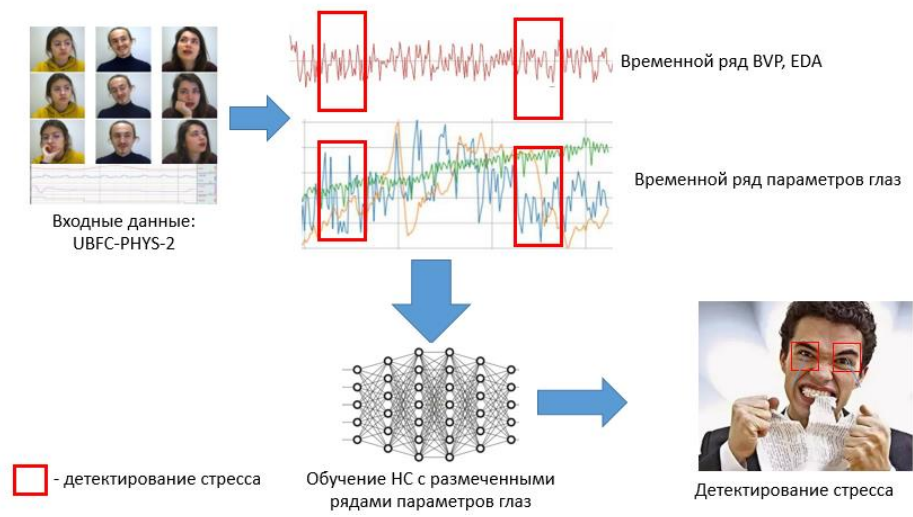 Временной ряд BVP, EDA
Временной ряд параметров глаз
Входные данные:
UBFC-PHYS-2
- детектирование стресса
Обучение НС с размеченными
рядами параметров глаз
Детектирование стресса